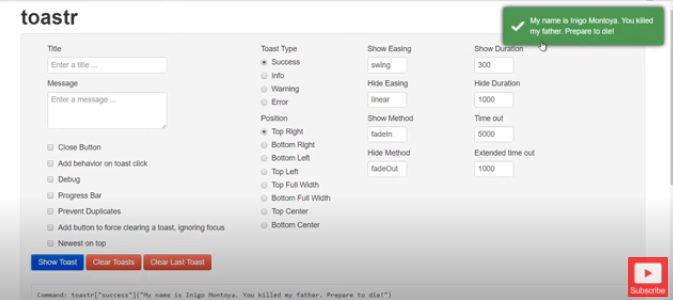 toastr
My name is Inigo Montoya. You killed
my father. Prepare to die!
Title
Enter a title ...
Message
Enter a message ...
Close Button
Add behavior on toast click
Debug
Progress Bar
Prevent Duplicates
Add button to force clearing a toast, ignoring focus
Newest on top
Toast Type
Success
Info
Warning
Error
Position
Top Right
Bottom Right
Bottom Left
Top Left
Top Full Width
Bottom Full Width
Top Center
Bottom Center
Show Easing
swing
Hide Easing
linear
Show Method
fadeIn
Hide Method
fadeOut
Show Duration
300
Hide Duration
1000
Time out
5000
Extended time out
1000
Show Toast
Clear Toasts
Clear Last Toast
Subscribe
Command: toastr["success"]("My name is Inigo Montoya. You killed my father. Prepare to die!")